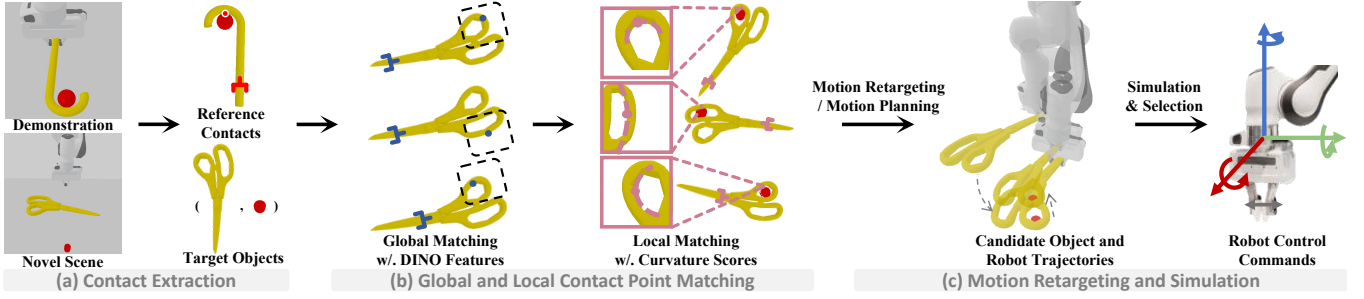 Demonstration
Novel Scene
Reference
Contacts
( , )
Target Objects
(a) Contact Extraction
Global Matching
w/. DINO Features
Local Matching
w/. Curvature Scores
(b) Global and Local Contact Point Matching
Motion Retargeting
/ Motion Planning
Candidate Object and
Robot Trajectories
Simulation
& Selection
Robot Control
Commands
(c) Motion Retargeting and Simulation